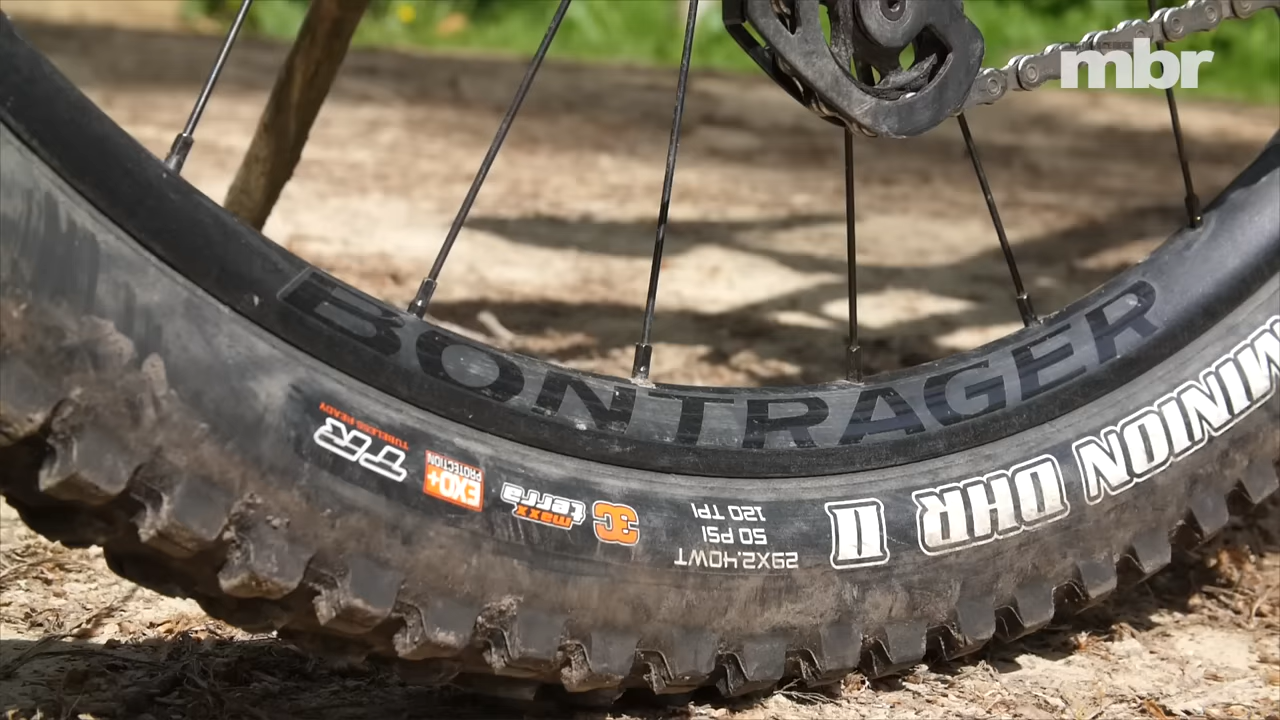 mbr
BONTRAGER
MINION DHR II
29X2.40WT
50 PSI
120 TPI
3C maxx terra
EXO+
PROTECTION
TR
TUBELESS READY